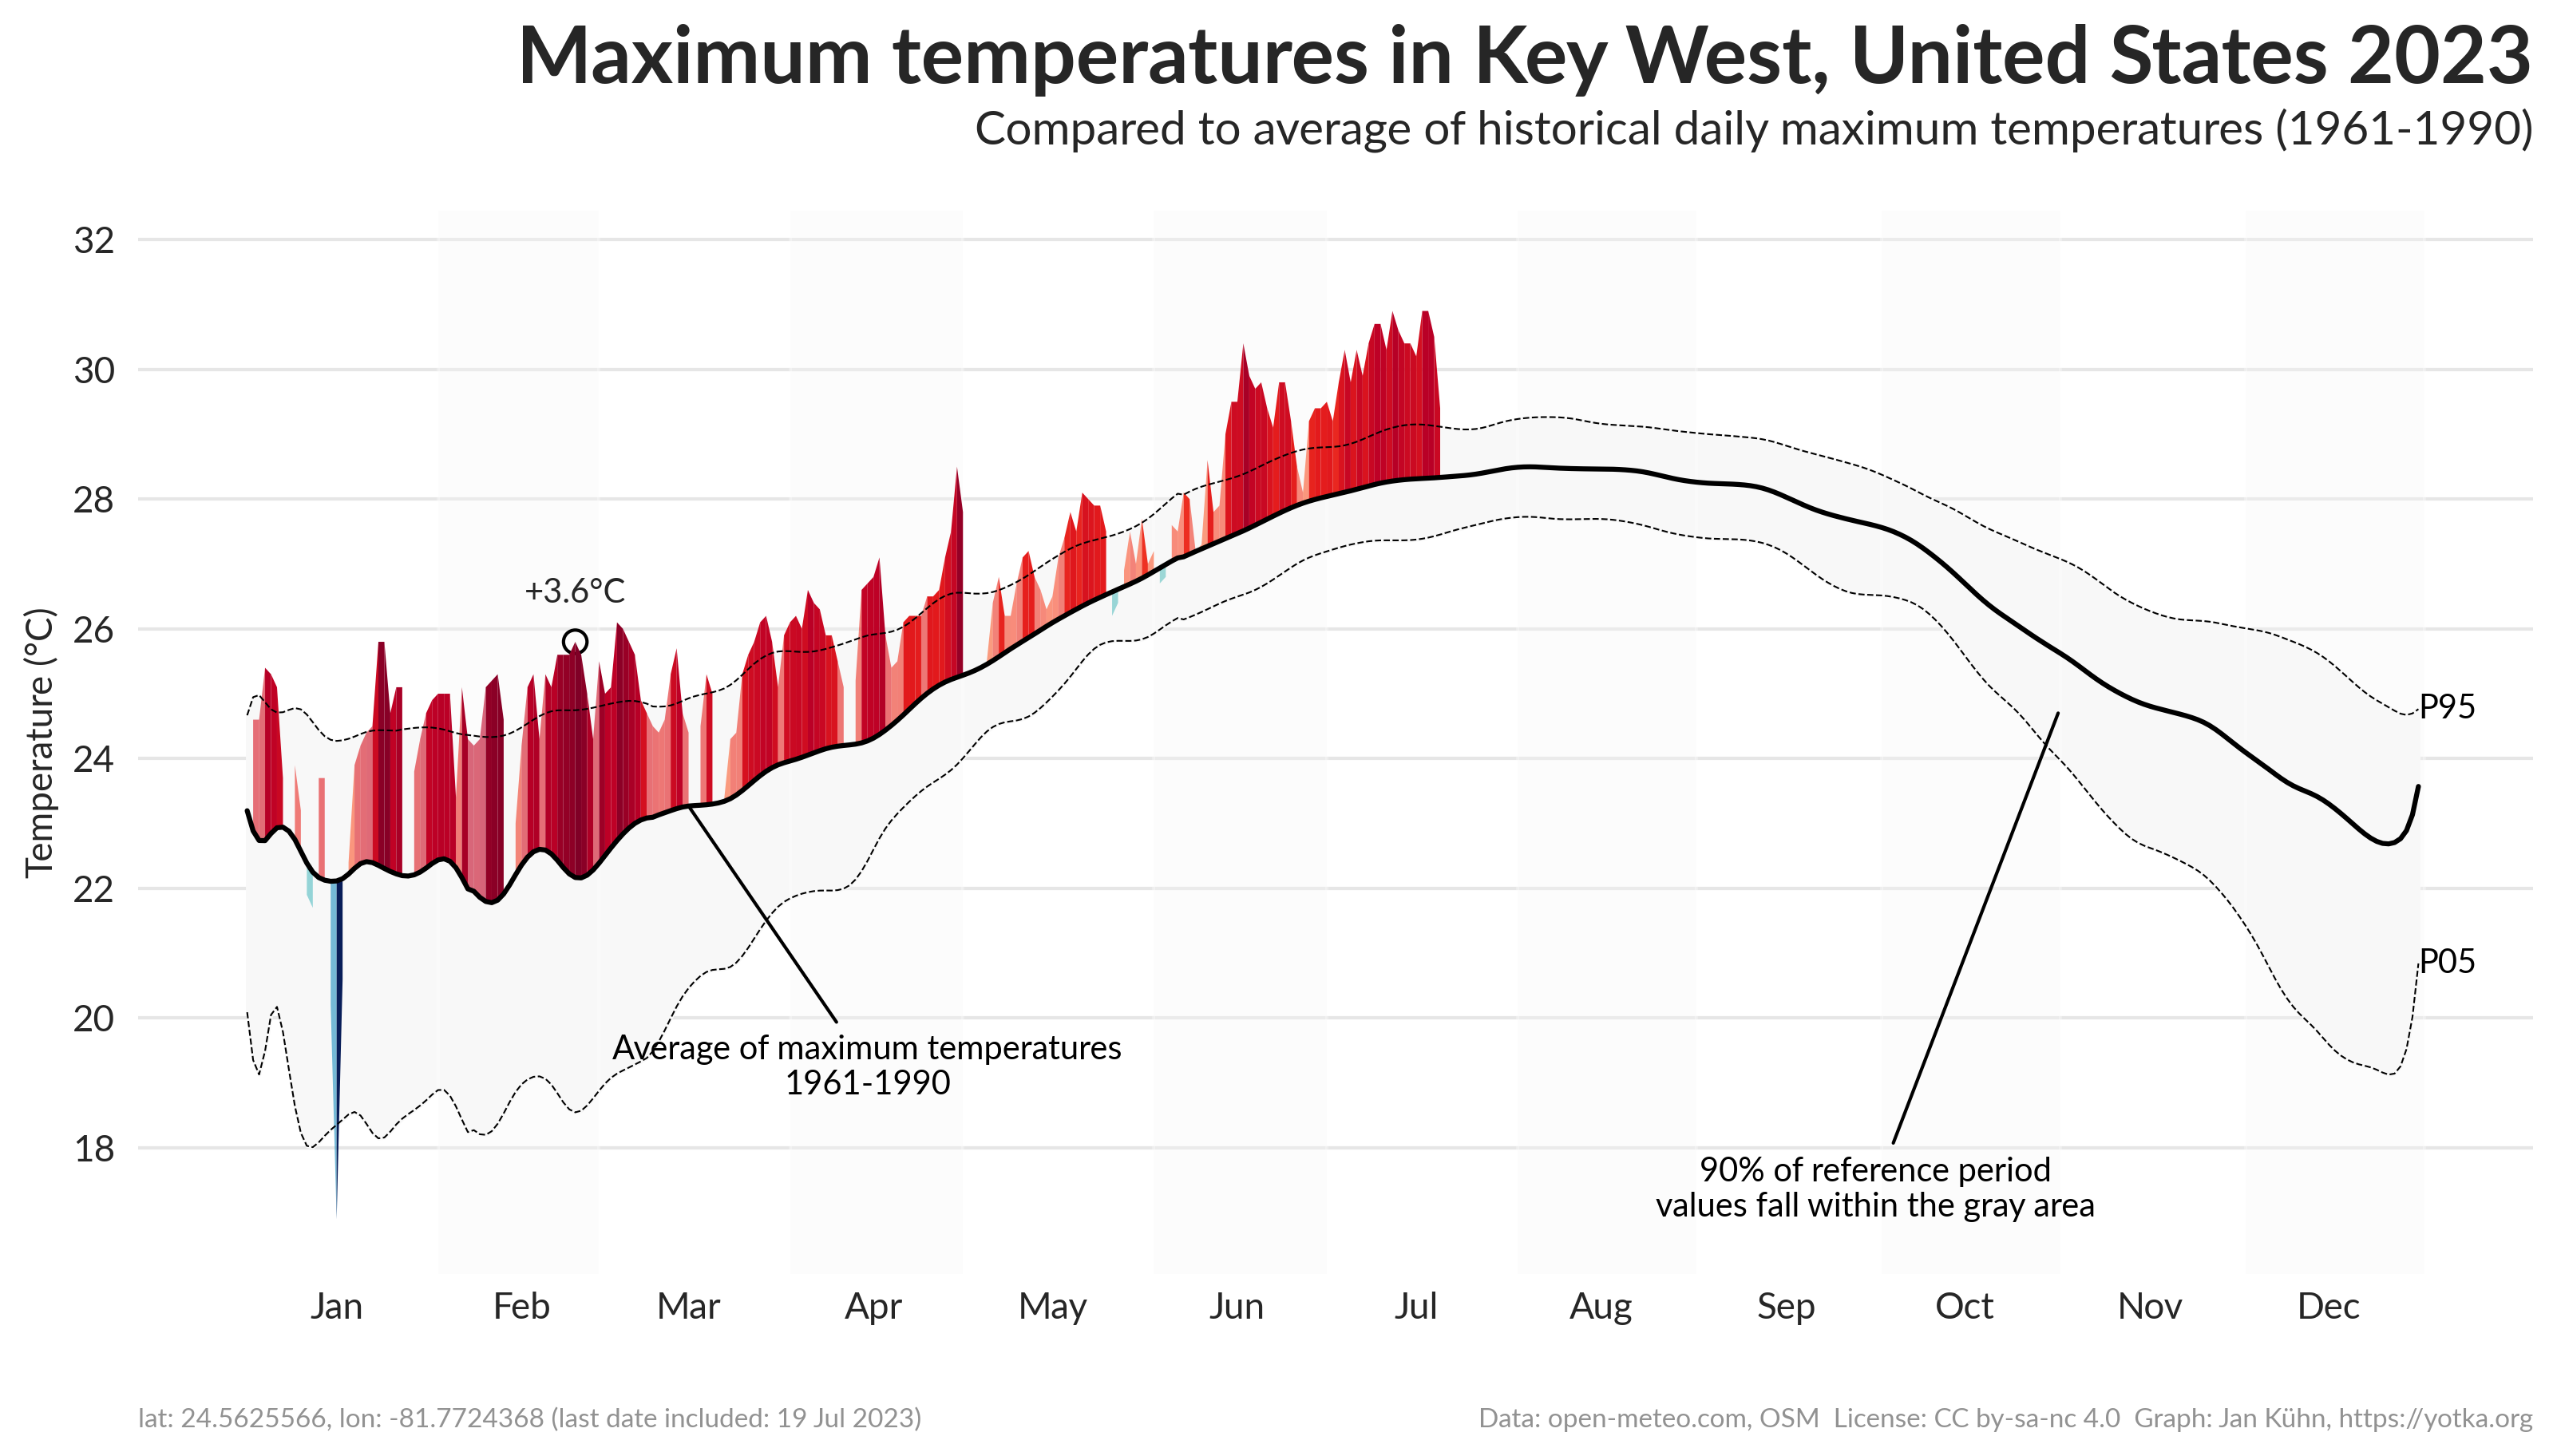 Maximum temperatures in Key West, United States 2023
Compared to average of historical daily maximum temperatures (1961-1990)
32
30
28
26
24
22
20
18
Temperature (°C)
+3.6°C
P95
P05
Average of maximum temperatures
1961-1990
90% of reference period
values fall within the gray area
Jan Feb Mar Apr May Jun Jul Aug Sep Oct Nov Dec
lat: 24.5625566, lon: -81.7724368 (last date included: 19 Jul 2023)
Data: open-meteo.com, OSM  License: CC by-sa-nc 4.0  Graph: Jan Kühn, https://yotka.org